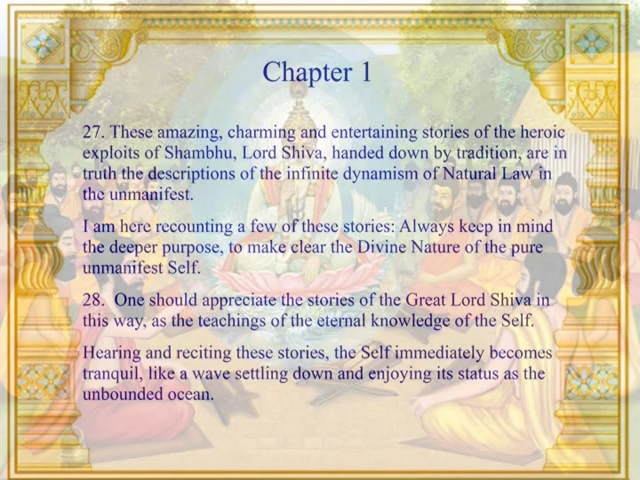 Chapter 1
27. These amazing, charming and entertaining stories of the heroic
exploits of Shambhu, Lord Shiva, handed down by tradition, are in
truth the descriptions of the infinite dynamism of Natural Law in
the unmanifest.
I am here recounting a few of these stories: Always keep in mind
the deeper purpose, to make clear the Divine Nature of the pure
unmanifest Self.
28.  One should appreciate the stories of the Great Lord Shiva in
this way, as the teachings of the eternal knowledge of the Self.
Hearing and reciting these stories, the Self immediately becomes
tranquil, like a wave settling down and enjoying its status as the
unbounded ocean.